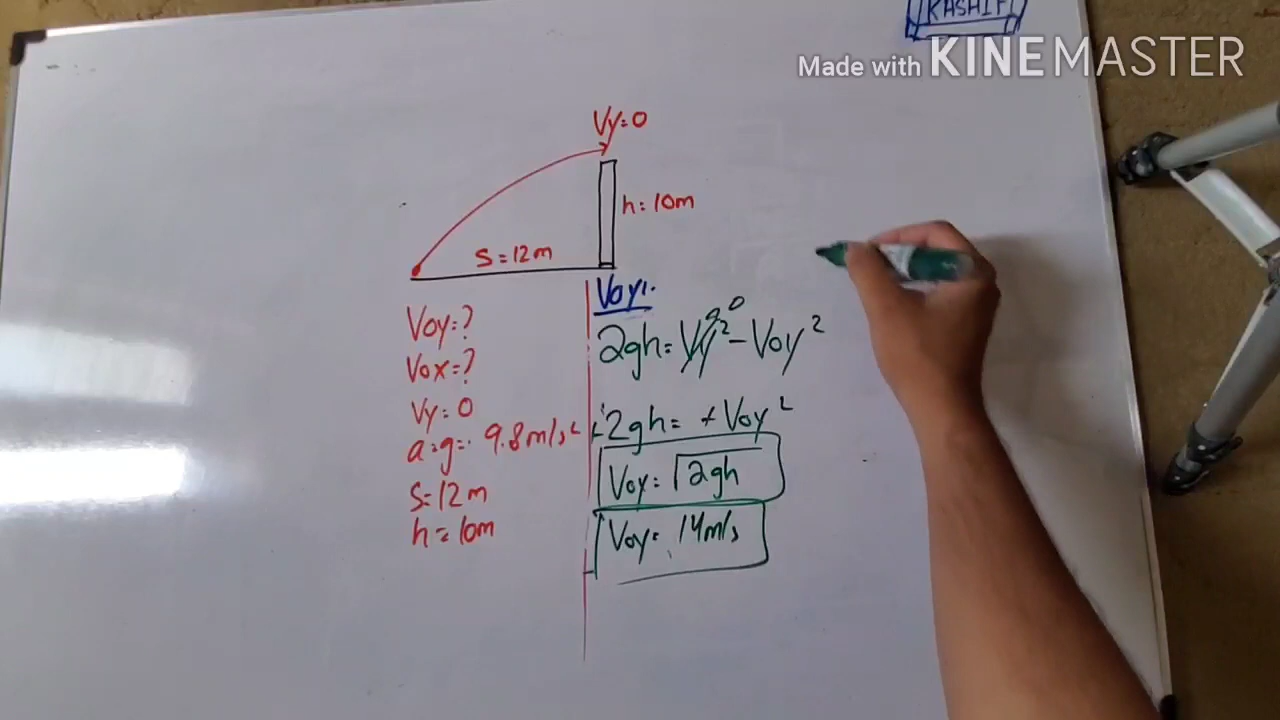 KASHIF
Made with KINEMASTER
Vy=0
h=10m
S=12m
Voy=?
Vox=?
Vy=0
a=g= 9.8m/s²
S=12m
h=10m
Voy:
2gh=Vy²-Voy²
0
+2gh= +Voy²
Voy=√2gh
Voy= 14m/s